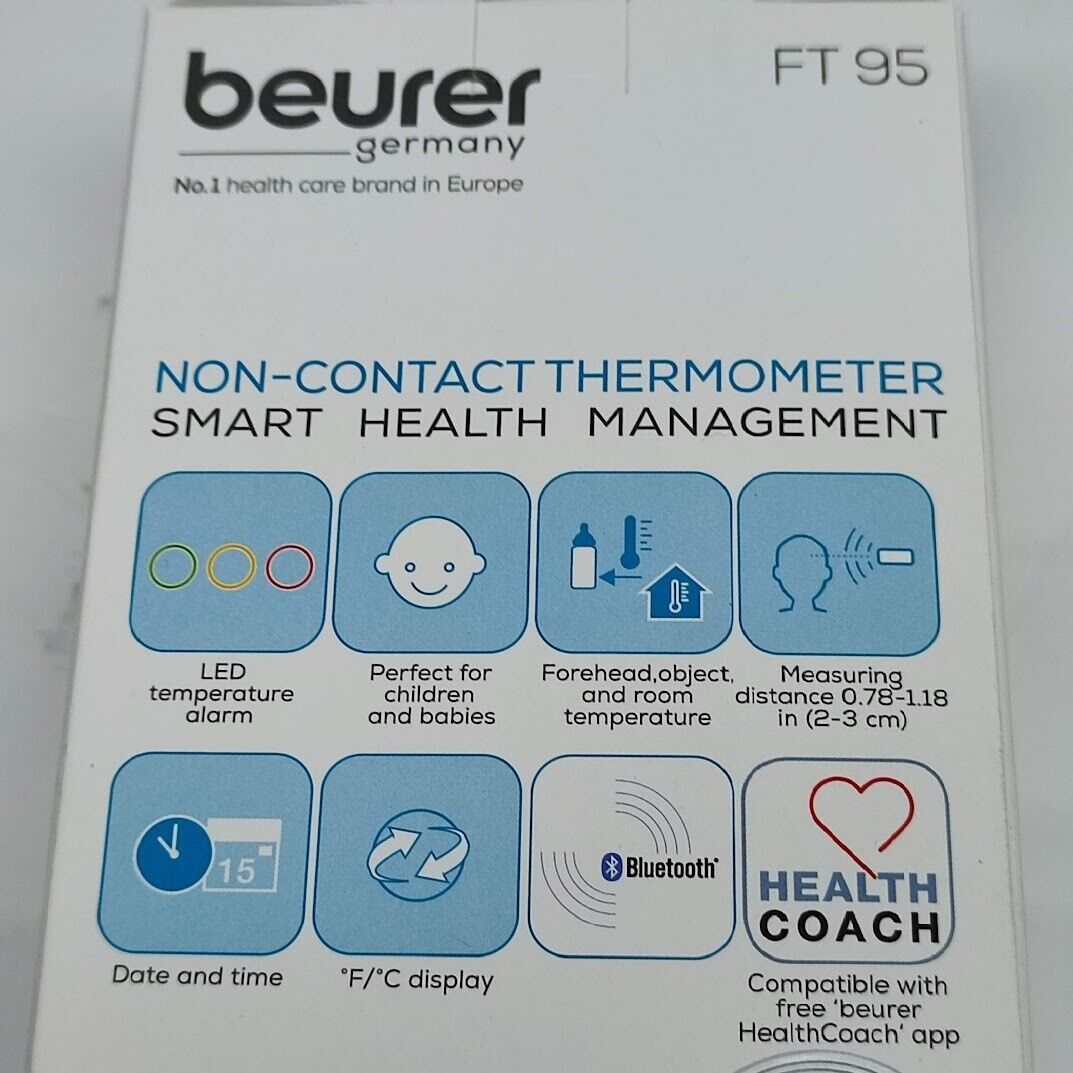 beurer
germany
No.1 health care brand in Europe
FT 95
NON-CONTACT THERMOMETER
SMART HEALTH MANAGEMENT
LED
temperature
alarm
Perfect for
children
and babies
Forehead,object,
and room
temperature
Measuring
distance 0.78-1.18
in (2-3 cm)
15
Date and time
°F/°C display
Bluetooth®
HEALTH
COACH
Compatible with
free 'beurer
HealthCoach' app